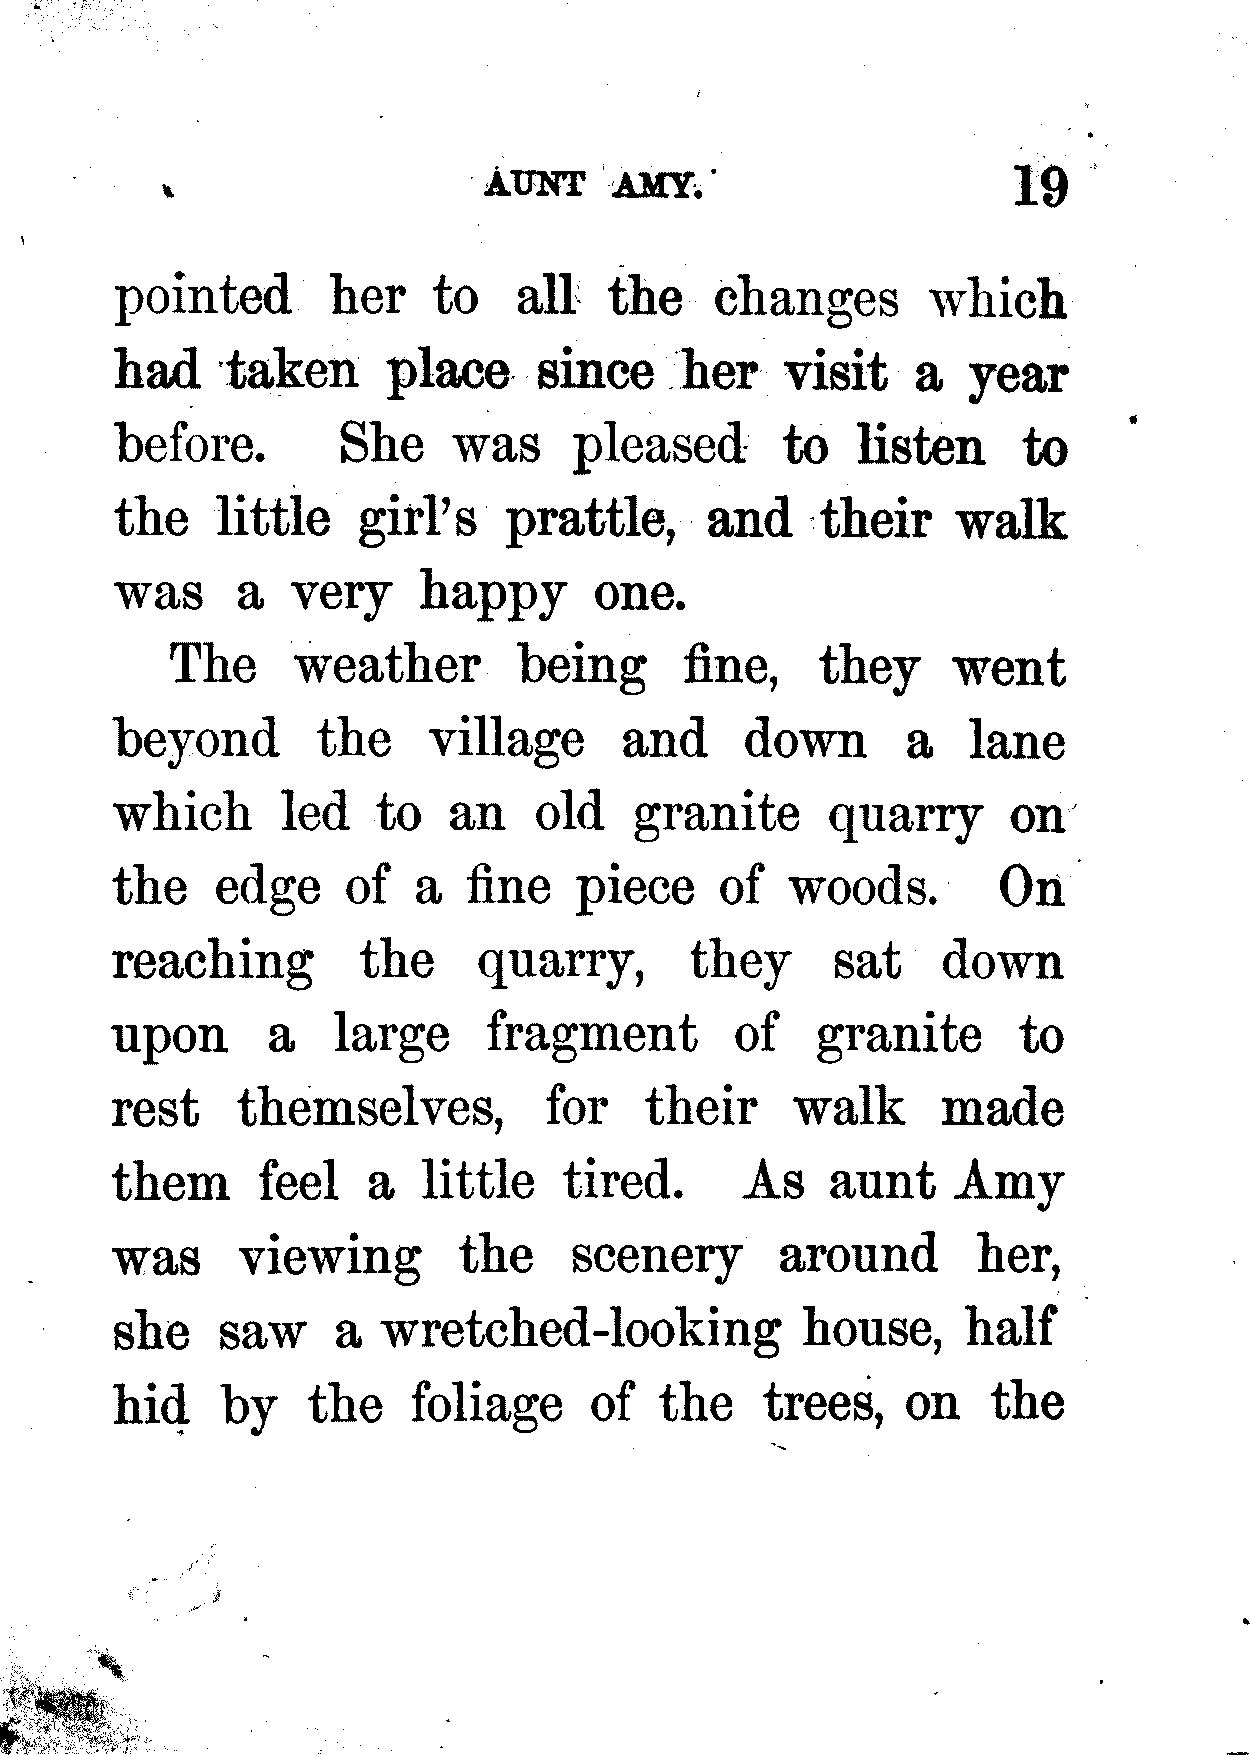 AUNT AMY. 19
pointed her to all the changes which
had taken place since her visit a year
before. She was pleased to listen to
the little girl's prattle, and their walk
was a very happy one.
The weather being fine, they went
beyond the village and down a lane
which led to an old granite quarry on
the edge of a fine piece of woods. On
reaching the quarry, they sat down
upon a large fragment of granite to
rest themselves, for their walk made
them feel a little tired. As aunt Amy
was viewing the scenery around her,
she saw a wretched-looking house, half
hid by the foliage of the trees, on the